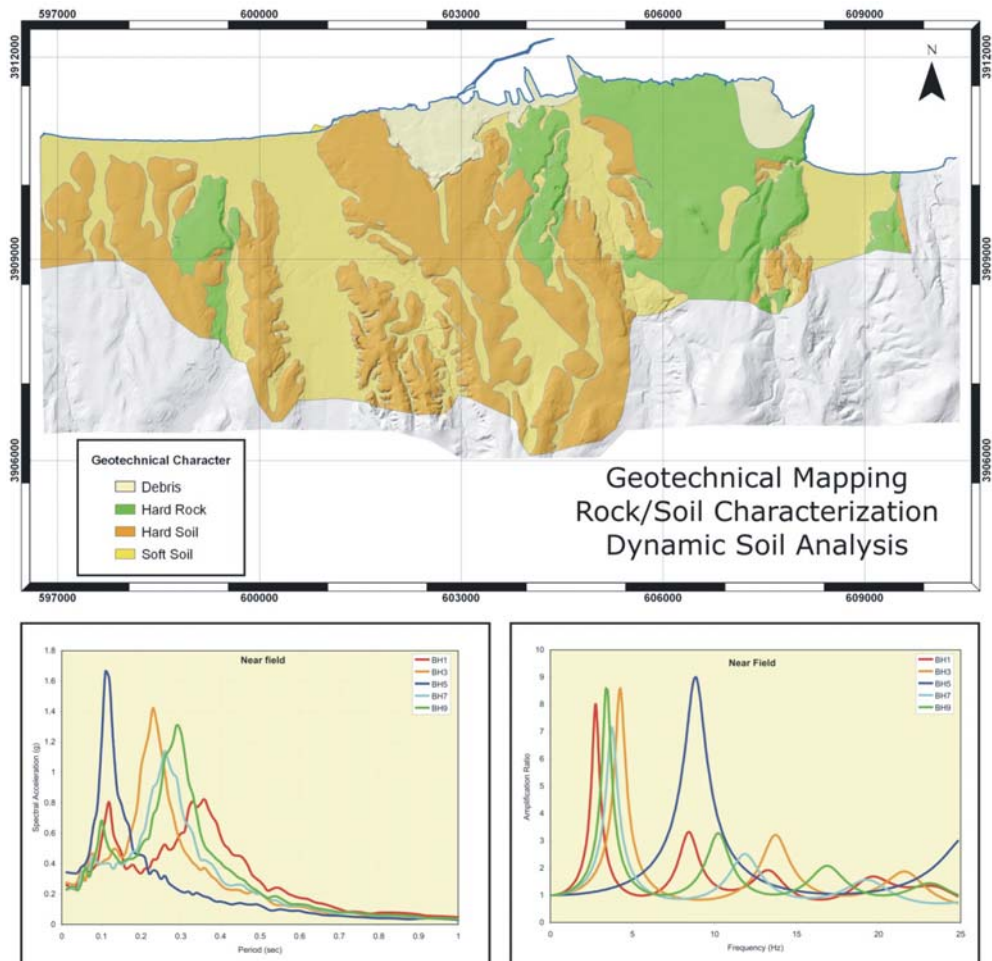 597000 600000 603000 606000 609000
3912000
3912000
N
3909000
3909000
3906000
3906000
Geotechnical Character
Debris
Hard Rock
Hard Soil
Soft Soil
Geotechnical Mapping
Rock/Soil Characterization
Dynamic Soil Analysis
597000 600000 603000 606000 609000
Near field
BH1
BH3
BH5
BH7
BH9
Spectral Acceleration (g)
1.8
1.6
1.4
1.2
1
0.8
0.6
0.4
0.2
0
0 0.1 0.2 0.3 0.4 0.5 0.6 0.7 0.8 0.9 1
Period (sec)
Near Field
BH1
BH3
BH5
BH7
BH9
Amplification Ratio
10
9
8
7
6
5
4
3
2
1
0
0 5 10 15 20 25
Frequency (Hz)